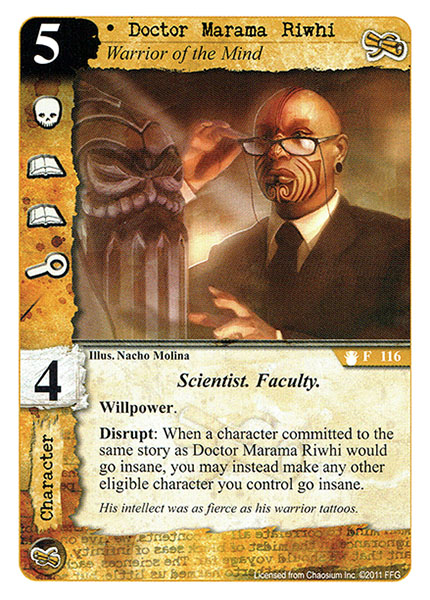 5
• Doctor Marama Riwhi
Warrior of the Mind
Illus. Nacho Molina
F 116
4
Character
Scientist. Faculty.
Willpower.
Disrupt: When a character committed to the
same story as Doctor Marama Riwhi would
go insane, you may instead make any other
eligible character you control go insane.
His intellect was as fierce as his warrior tattoos.
Licensed from Chaosium Inc. ©2011 FFG